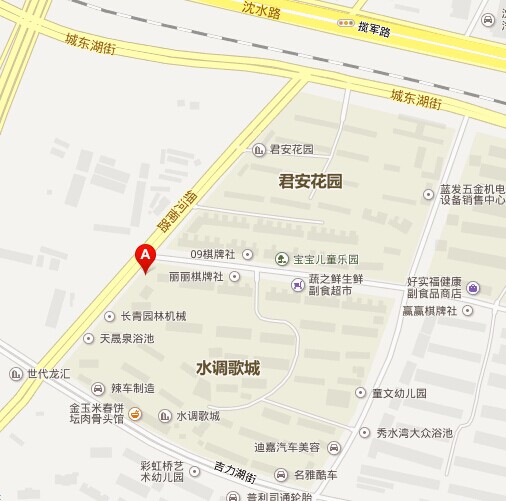 沈水路
揽军路
城东湖街
城东湖街
君安花园
君安花园
蓝发五金机电
设备销售中心
细河南路
A
09棋牌社
宝宝儿童乐园
丽丽棋牌社
蔬之鲜生鲜
副食超市
好实福健康
副食品商店
赢赢棋牌社
长青园林机械
天晟泉浴池
水调歌城
世代龙汇
辣车制造
童文幼儿园
金玉米春饼
坛肉骨头馆
水调歌城
秀水湾大众浴池
迪嘉汽车美容
彩虹桥艺
术幼儿园
吉力湖街
名雅酷车
普利司通轮胎